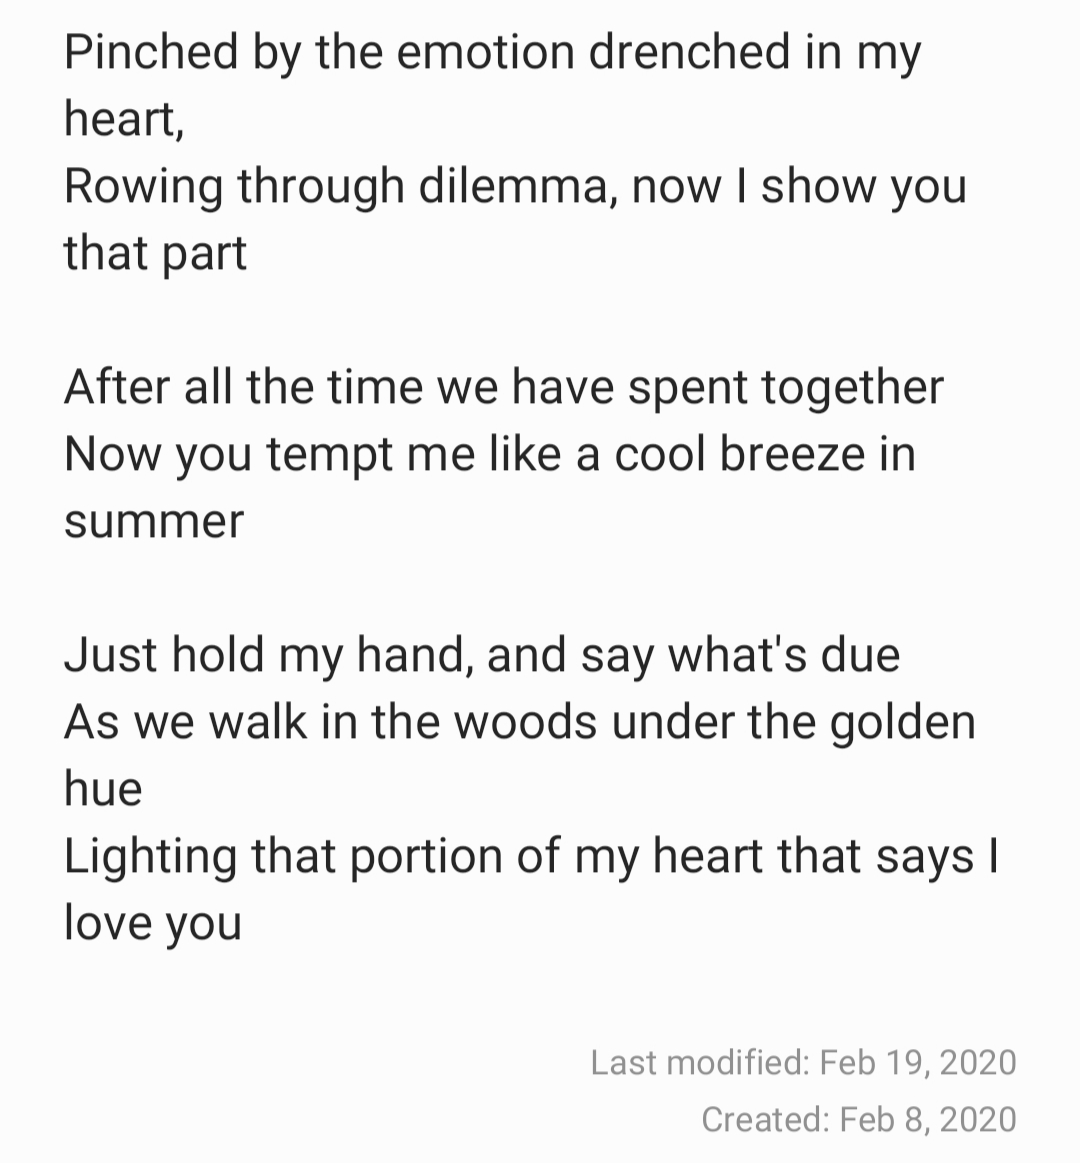 Pinched by the emotion drenched in my
heart,
Rowing through dilemma, now I show you
that part
After all the time we have spent together
Now you tempt me like a cool breeze in
summer
Just hold my hand, and say what's due
As we walk in the woods under the golden
hue
Lighting that portion of my heart that says I
love you
Last modified: Feb 19, 2020
Created: Feb 8, 2020